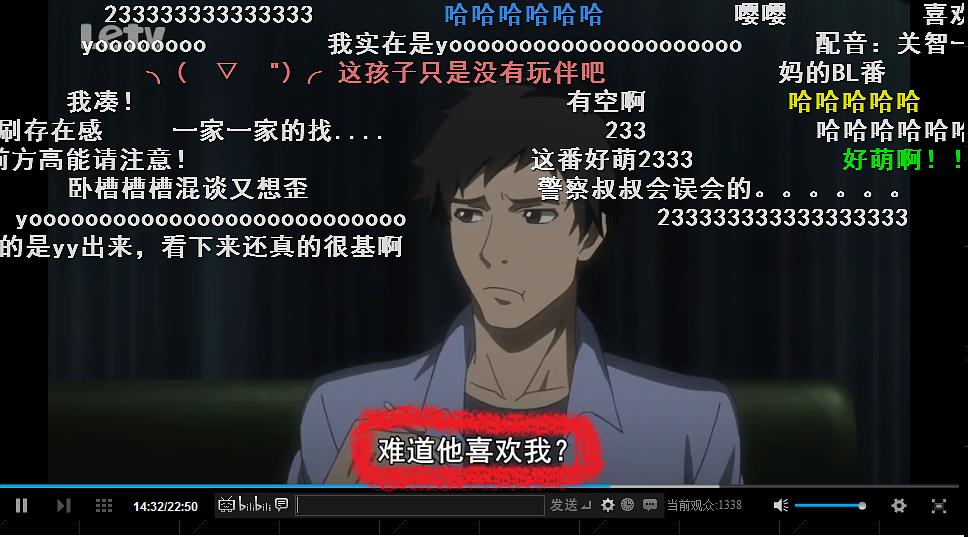 233333333333333 哈哈哈哈哈哈 嘤嘤 喜欢
Letv
yooooooooo 我实在是yooooooooooooooooooooo 配音：关智一
╮（ ▽ "）╭ 这孩子只是没有玩伴吧 妈的BL番
我凑！ 有空啊 哈哈哈哈哈
刷存在感 一家一家的找.... 233 哈哈哈哈哈哈
前方高能请注意！ 这番好萌2333 好萌啊！！
卧槽槽槽混谈又想歪 警察叔叔会误会的。。。。。。
yooooooooooooooooooooooooooo 233333333333333333
的是yy出来，看下来还真的很基啊
难道他喜欢我？
14:32/22:50 bilibili 发送 当前观众:1338